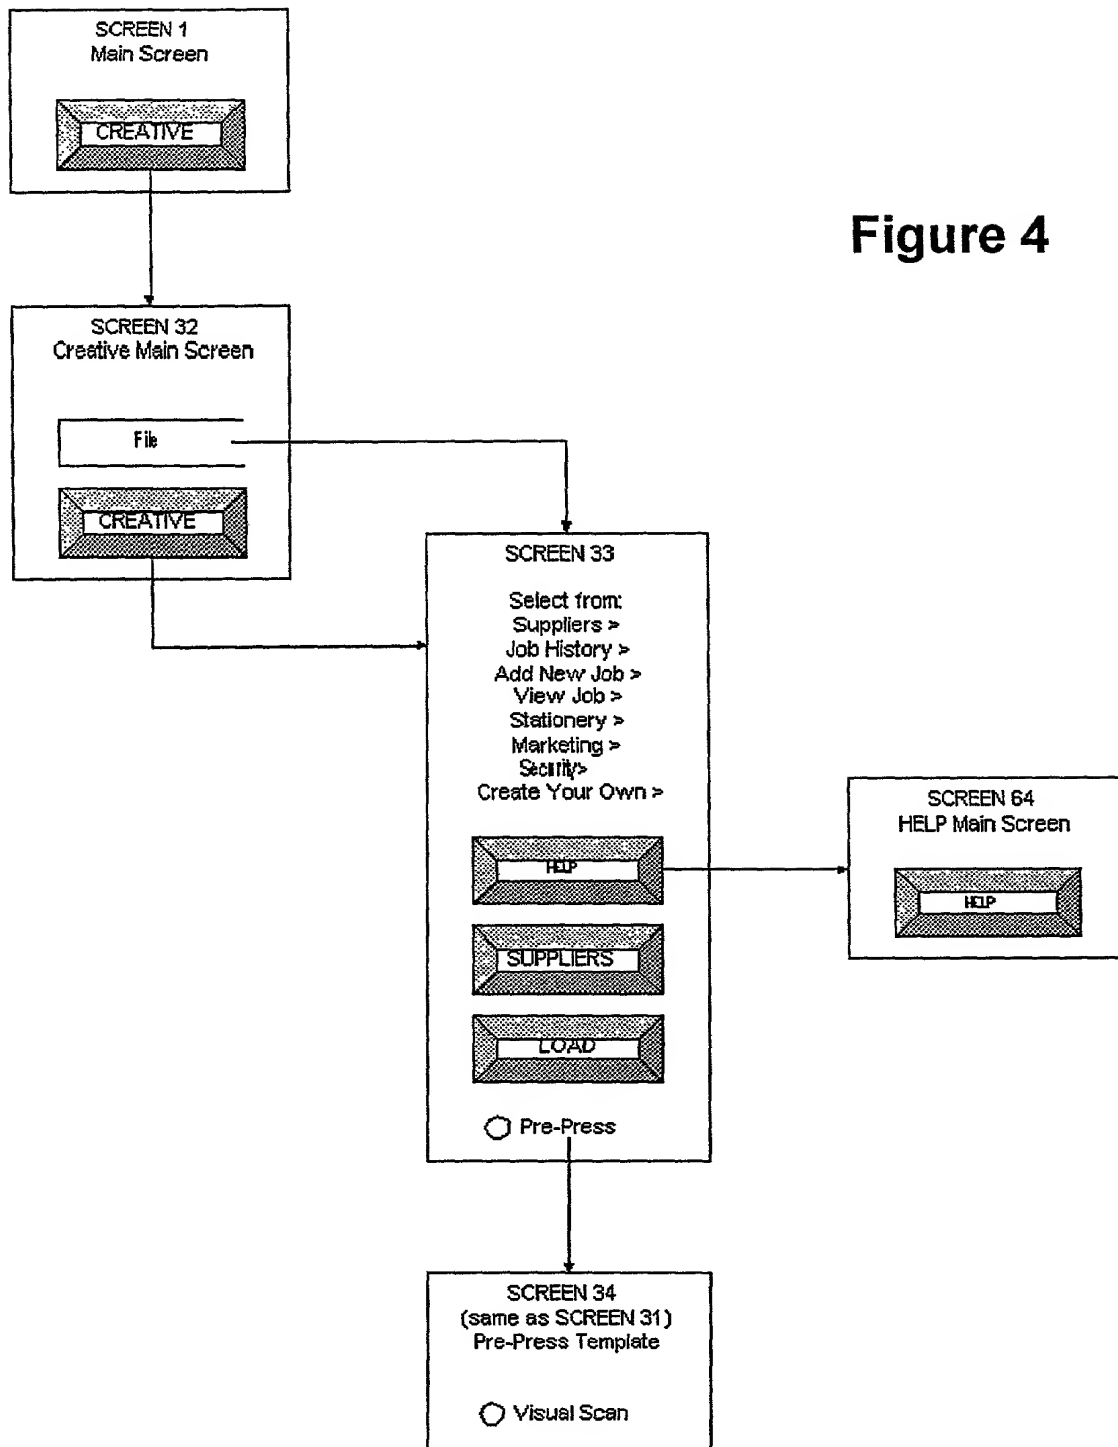 SCREEN 1
Main Screen
CREATIVE
Figure 4
SCREEN 32
Creative Main Screen
File
CREATIVE
SCREEN 33
Select from:
Suppliers >
Job History >
Add New Job >
View Job >
Stationery >
Marketing >
Security>
Create Your Own >
HELP
SUPPLIERS
LOAD
Pre-Press
SCREEN 64
HELP Main Screen
HELP
SCREEN 34
(same as SCREEN 31)
Pre-Press Template
Visual Scan